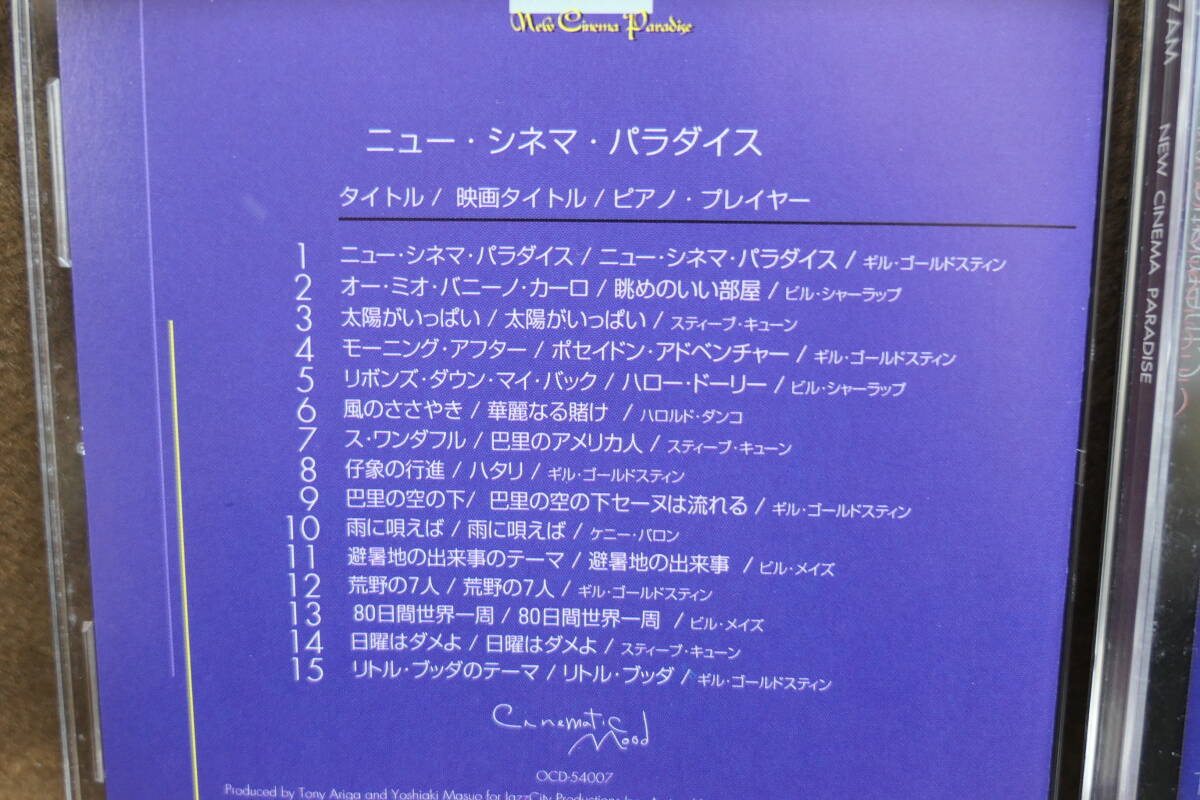 New Cinema Paradise
ニュー・シネマ・パラダイス
タイトル / 映画タイトル / ピアノ・プレイヤー
1 ニュー・シネマ・パラダイス / ニュー・シネマ・パラダイス / ギル・ゴールドスティン
2 オー・ミオ・バニーノ・カーロ / 眺めのいい部屋 / ビル・シャーラップ
3 太陽がいっぱい / 太陽がいっぱい / スティーブ・キューン
4 モーニング・アフター / ポセイドン・アドベンチャー / ギル・ゴールドスティン
5 リボンズ・ダウン・マイ・バック / ハロー・ドーリー / ビル・シャーラップ
6 風のささやき / 華麗なる賭け / ハロルド・ダンコ
7 ス・ワンダフル / 巴里のアメリカ人 / スティーブ・キューン
8 仔象の行進 / ハタリ / ギル・ゴールドスティン
9 巴里の空の下/ 巴里の空の下セーヌは流れる / ギル・ゴールドスティン
10 雨に唄えば / 雨に唄えば / ケニー・バロン
11 避暑地の出来事のテーマ / 避暑地の出来事 / ビル・メイズ
12 荒野の7人 / 荒野の7人 / ギル・ゴールドスティン
13 80日間世界一周 / 80日間世界一周 / ビル・メイズ
14 日曜はダメよ / 日曜はダメよ / スティーブ・キューン
15 リトル・ブッダのテーマ / リトル・ブッダ / ギル・ゴールドスティン
Cinematic
Mood
OCD-54007
Produced by Tony Ariga and Yoshiaki Masuo for JazzCity Productions
NEW CINEMA PARADISE